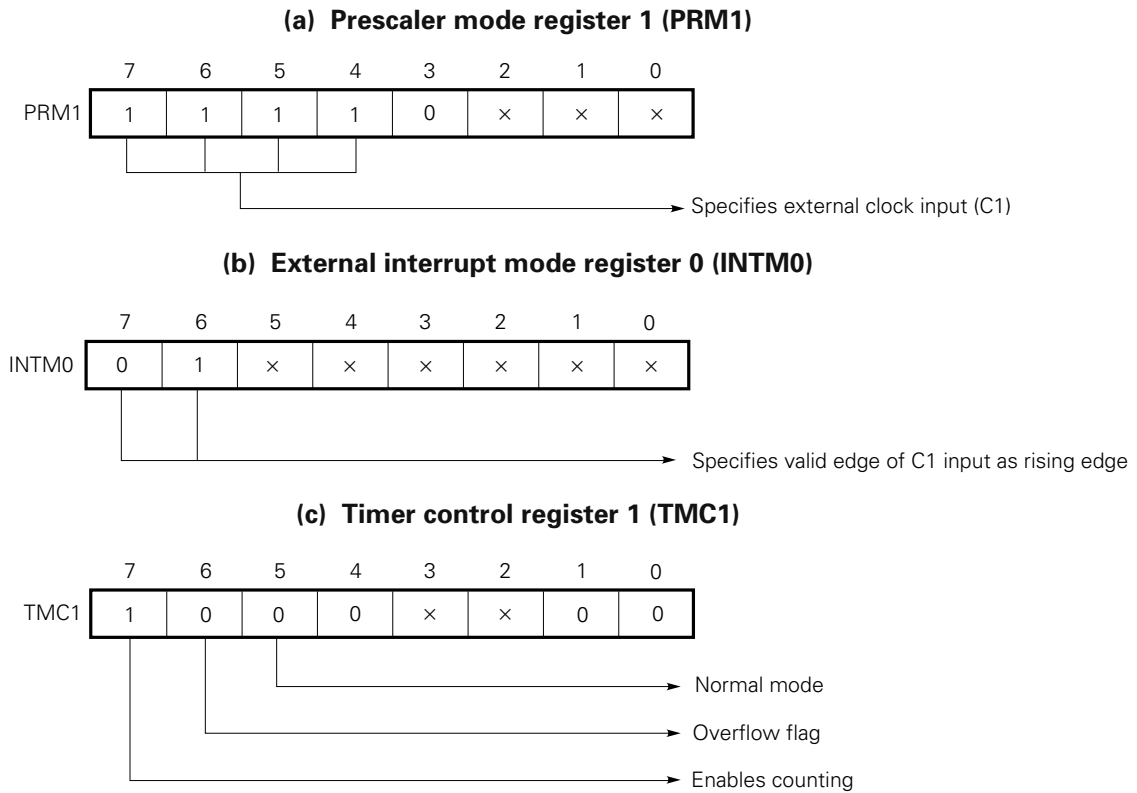 (a) Prescaler mode register 1 (PRM1)
7 6 5 4 3 2 1 0
PRM1 1 1 1 1 0 × × ×
Specifies external clock input (C1)
(b) External interrupt mode register 0 (INTM0)
7 6 5 4 3 2 1 0
INTM0 0 1 × × × × × ×
Specifies valid edge of C1 input as rising edge
(c) Timer control register 1 (TMC1)
7 6 5 4 3 2 1 0
TMC1 1 0 0 0 × × 0 0
Normal mode
Overflow flag
Enables counting